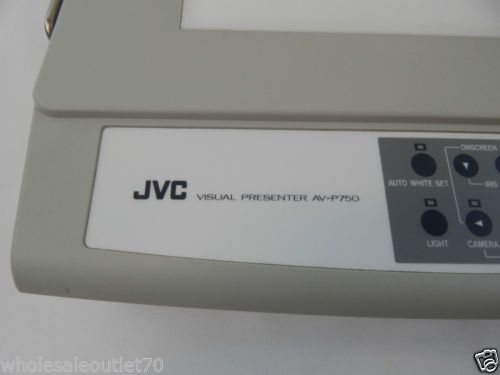 JVC VISUAL PRESENTER AV-P750
ONSCREEN
AUTO WHITE SET
IRIS
LIGHT
CAMERA
wholesaleoutlet70